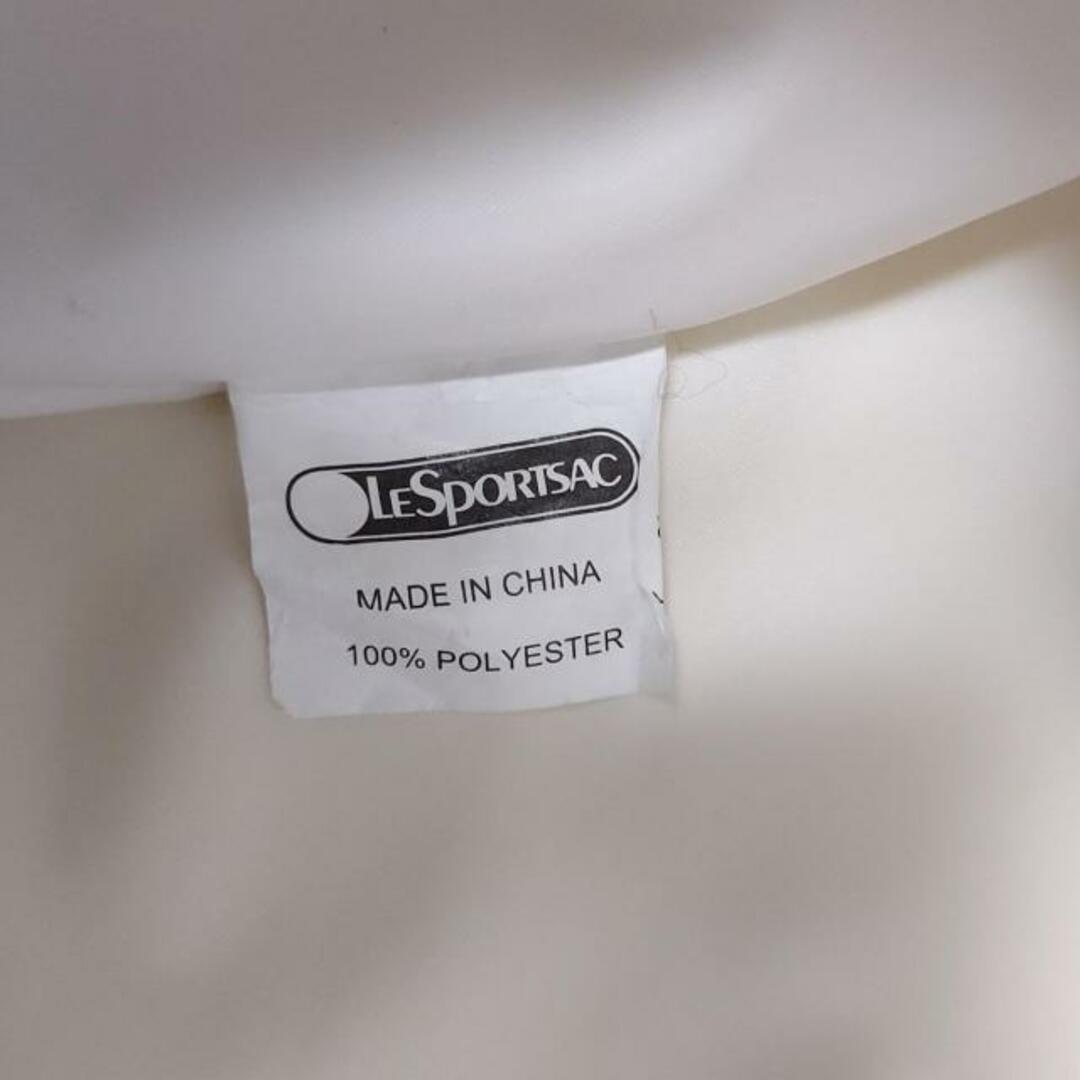 LESPORTSAC
MADE IN CHINA
100% POLYESTER